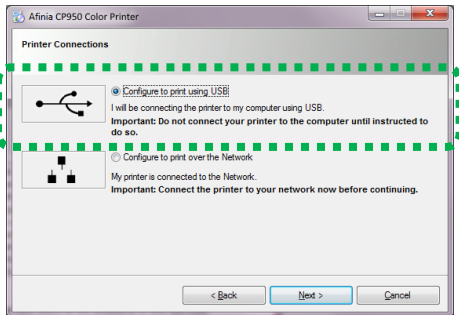 Afinia CP950 Color Printer
Printer Connections
Configure to print using USB
I will be connecting the printer to my computer using USB.
Important: Do not connect your printer to the computer until instructed to
do so.
Configure to print over the Network
My printer is connected to the Network.
Important: Connect the printer to your network now before continuing.
< Back
Next >
Cancel